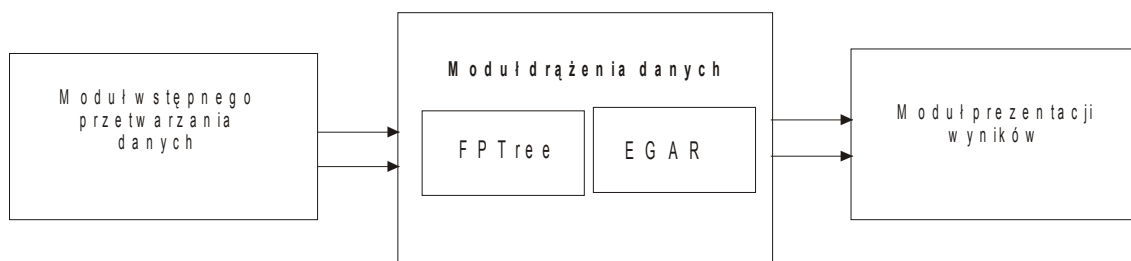 Moduł wstępnego
przetwarzania
danych
Moduł drążenia danych
FPTree
EGAR
Moduł prezentacji
wyników